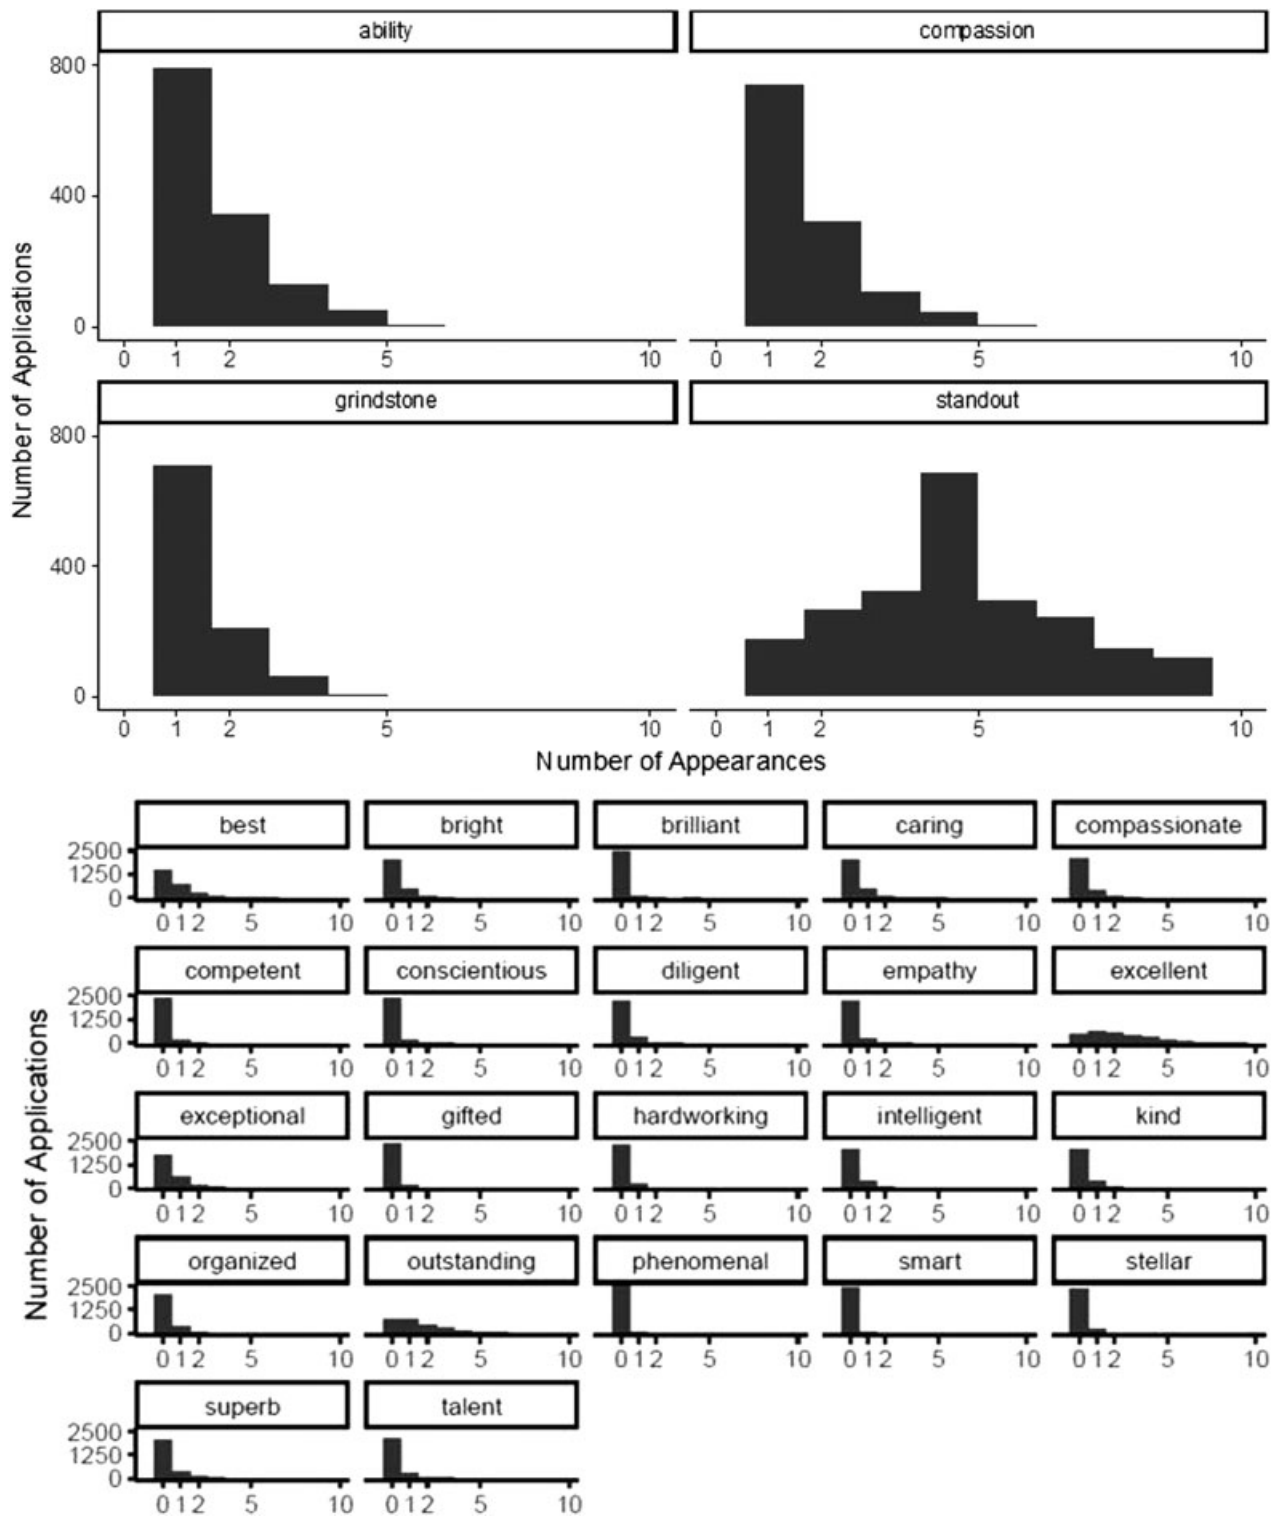 ability compassion
800
400
0
0 1 2 5 10 0 1 2 5 10
grindstone standout
800
400
0
0 1 2 5 10 0 1 2 5 10
Number of Applications
Number of Appearances
best bright brilliant caring compassionate
2500
1250
0
0 1 2 5 10 0 1 2 5 10 0 1 2 5 10 0 1 2 5 10 0 1 2 5 10
competent conscientious diligent empathy excellent
2500
1250
0
0 1 2 5 10 0 1 2 5 10 0 1 2 5 10 0 1 2 5 10 0 1 2 5 10
exceptional gifted hardworking intelligent kind
2500
1250
0
0 1 2 5 10 0 1 2 5 10 0 1 2 5 10 0 1 2 5 10 0 1 2 5 10
organized outstanding phenomenal smart stellar
2500
1250
0
0 1 2 5 10 0 1 2 5 10 0 1 2 5 10 0 1 2 5 10 0 1 2 5 10
superb talent
2500
1250
0
0 1 2 5 10 0 1 2 5 10
Number of Applications